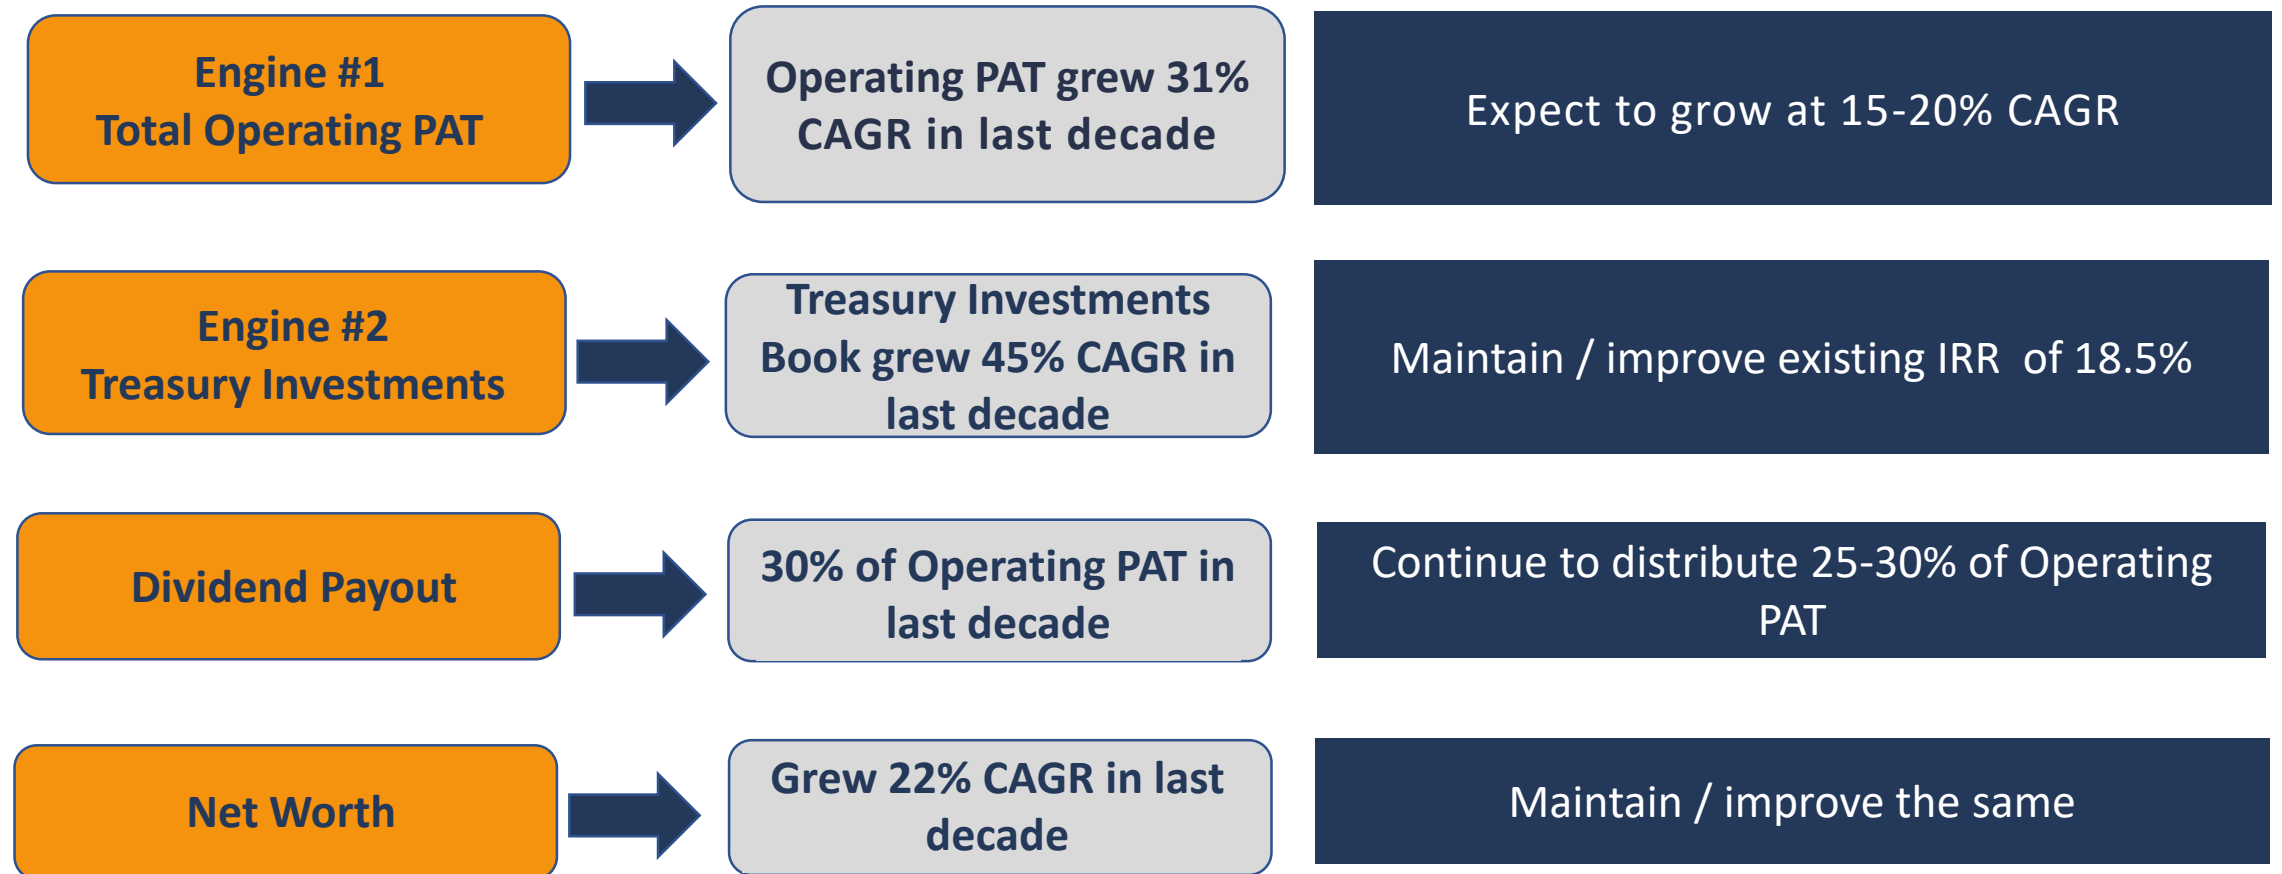 Engine #1
Total Operating PAT
Operating PAT grew 31%
CAGR in last decade
Expect to grow at 15-20% CAGR
Engine #2
Treasury Investments
Treasury Investments
Book grew 45% CAGR in
last decade
Maintain / improve existing IRR of 18.5%
Dividend Payout
30% of Operating PAT in
last decade
Continue to distribute 25-30% of Operating
PAT
Net Worth
Grew 22% CAGR in last
decade
Maintain / improve the same